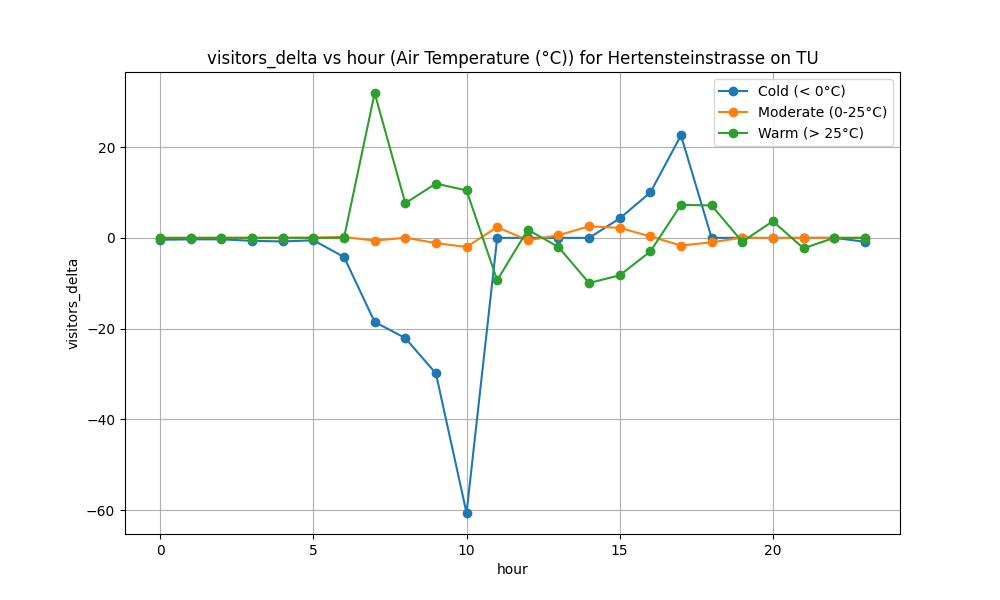 visitors_delta vs hour (Air Temperature (°C)) for Hertensteinstrasse on TU
Cold (< 0°C)
Moderate (0-25°C)
Warm (> 25°C)
20
0
−20
−40
−60
visitors_delta
0 5 10 15 20
hour